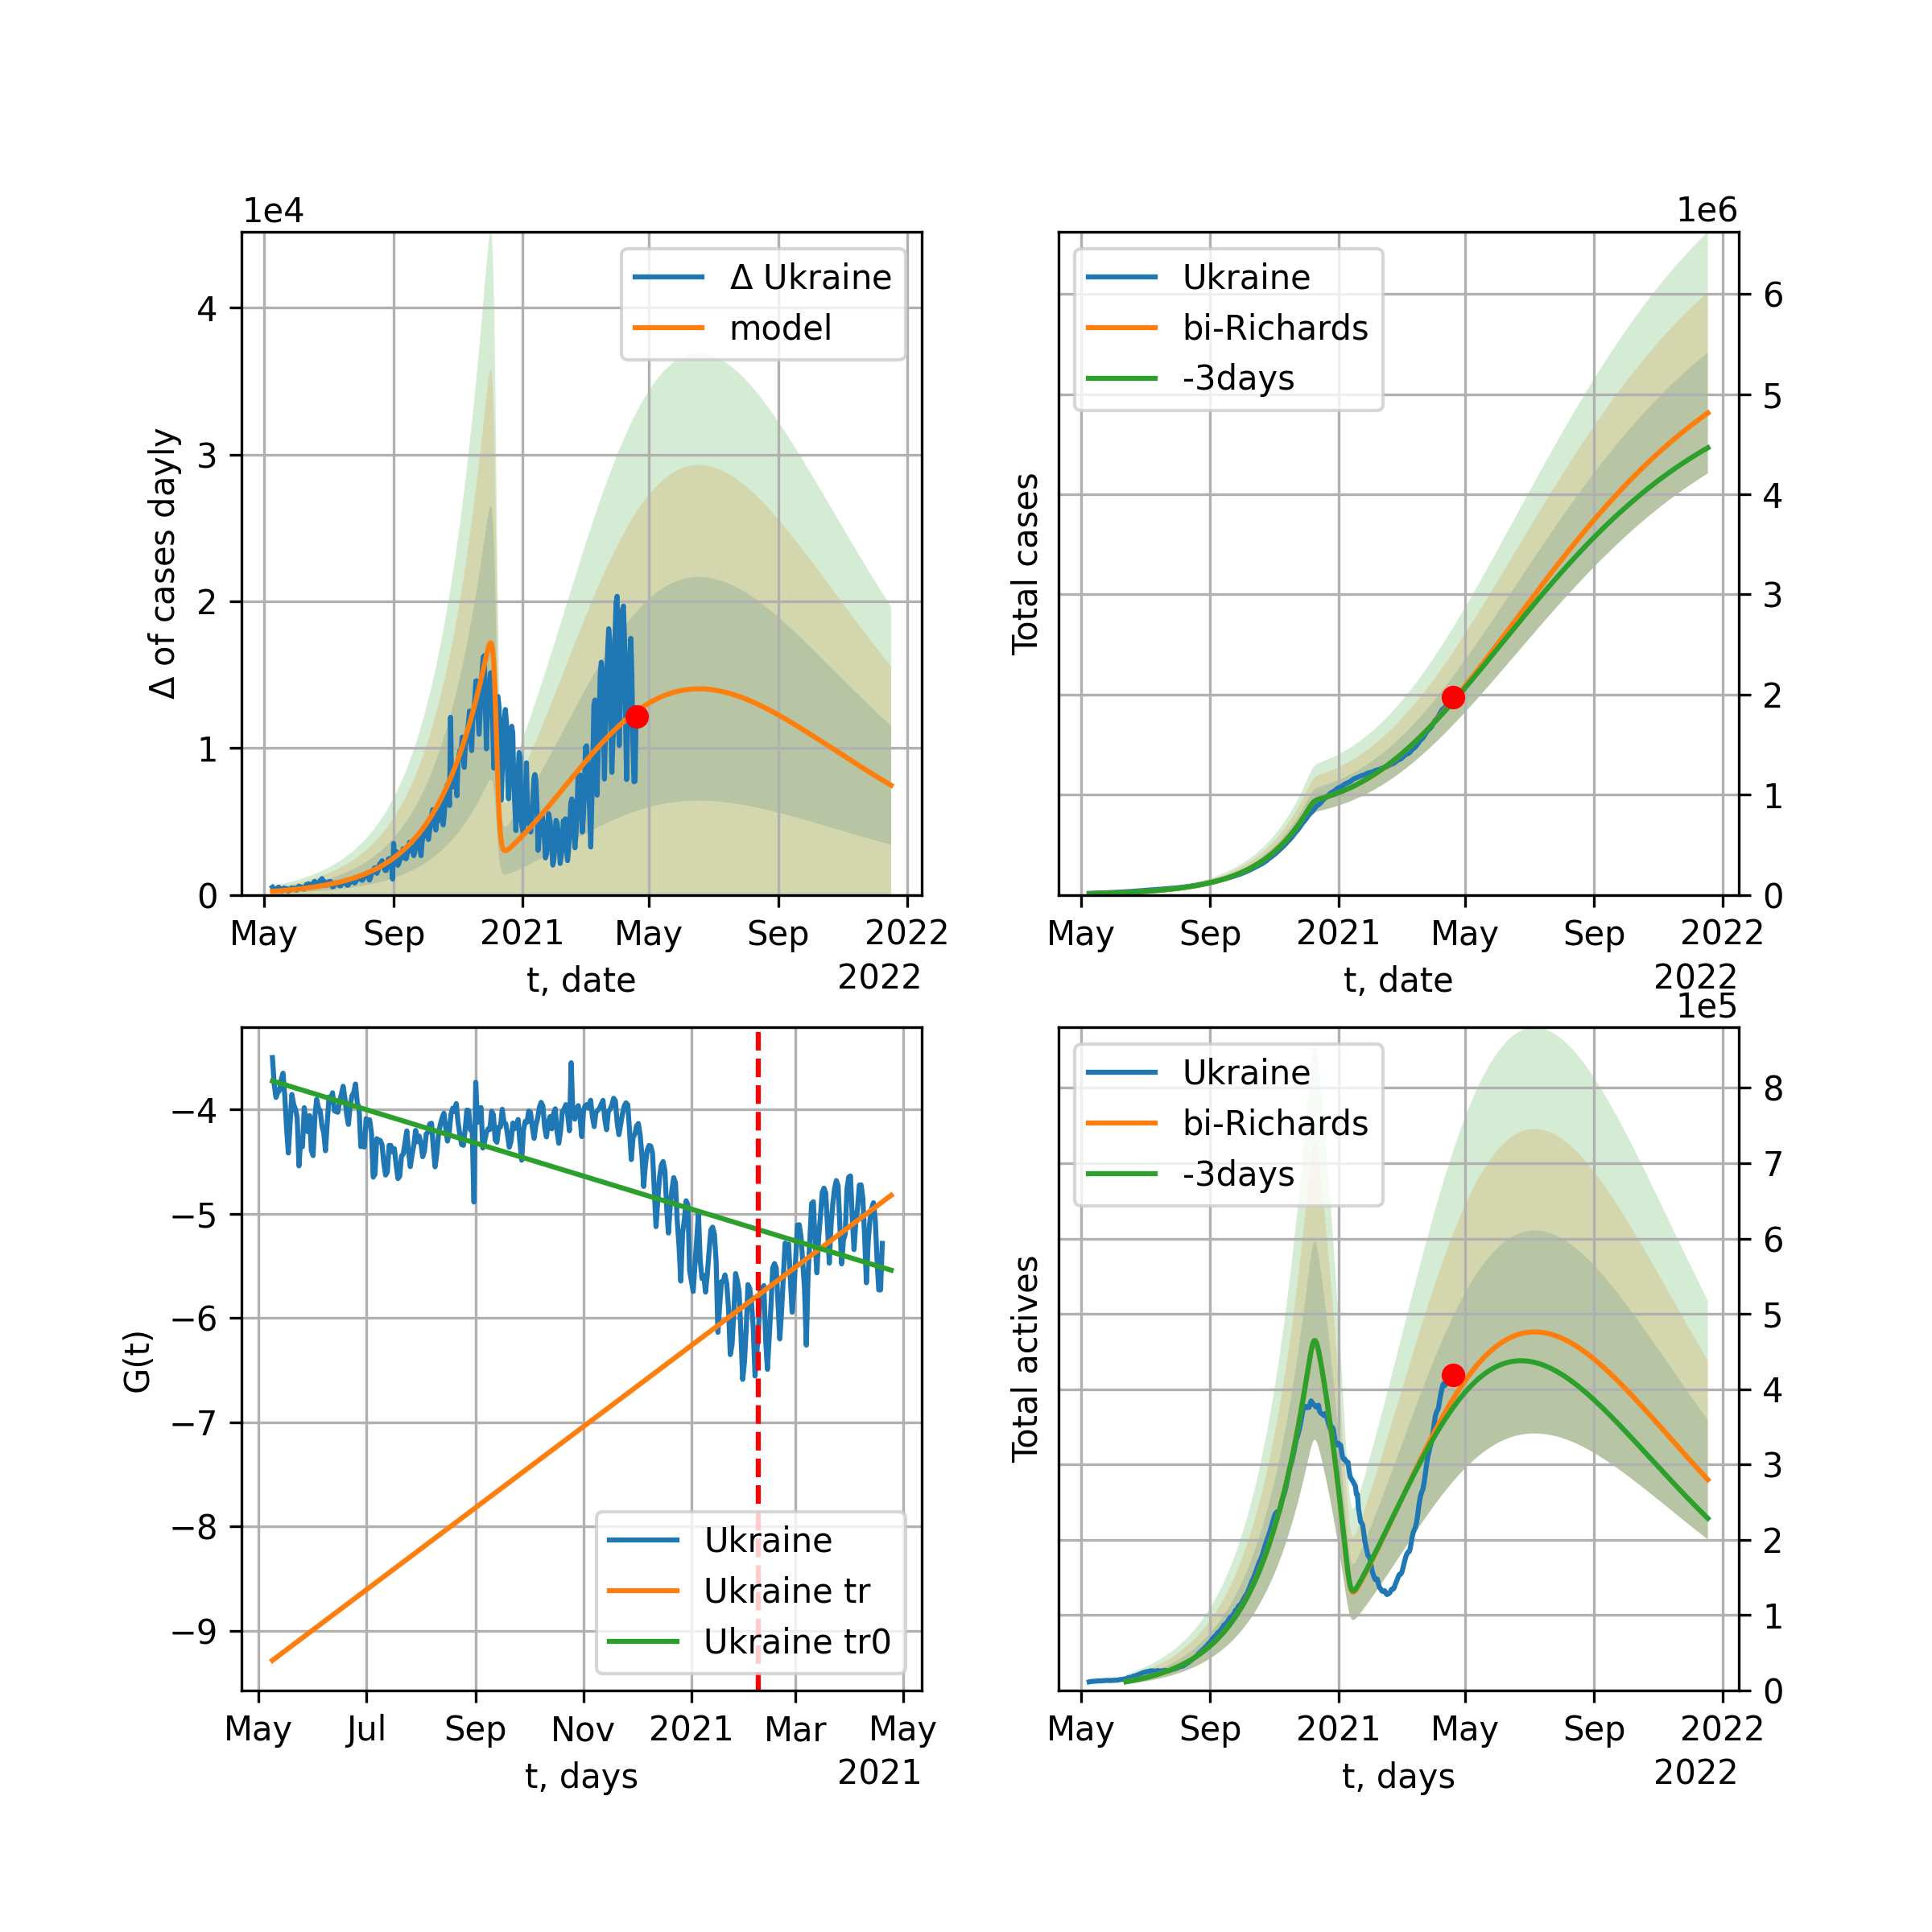 1e4
Δ of cases dayly
4
3
2
1
0
Δ Ukraine
model
May Sep 2021 May Sep 2022
t, date
2022
1e6
Total cases
Ukraine
bi-Richards
-3days
6
5
4
3
2
1
0
May Sep 2021 May Sep 2022
t, date
2022
G(t)
−4
−5
−6
−7
−8
−9
Ukraine
Ukraine tr
Ukraine tr0
May Jul Sep Nov 2021 Mar May
t, days
2021
1e5
Total actives
Ukraine
bi-Richards
-3days
8
7
6
5
4
3
2
1
0
May Sep 2021 May Sep 2022
t, days
2022